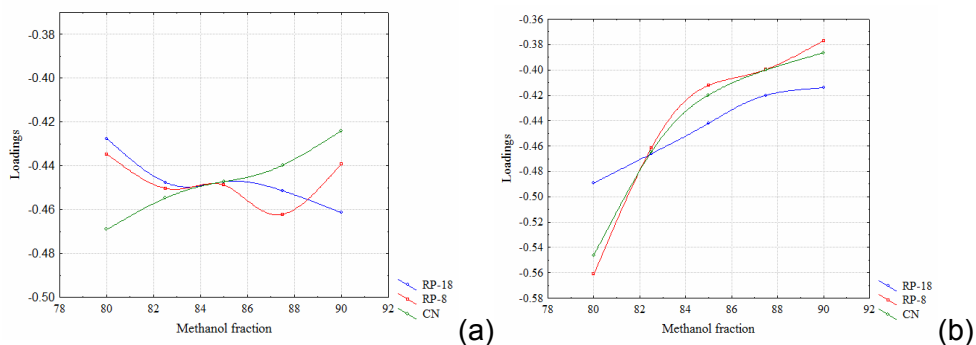 -0.38
-0.40
-0.42
-0.44
-0.46
-0.48
-0.50
Loadings
78 80 82 84 86 88 90 92
Methanol fraction
RP-18
RP-8
CN
(a)
-0.36
-0.38
-0.40
-0.42
-0.44
-0.46
-0.48
-0.50
-0.52
-0.54
-0.56
-0.58
Loadings
78 80 82 84 86 88 90 92
Methanol fraction
RP-18
RP-8
CN
(b)